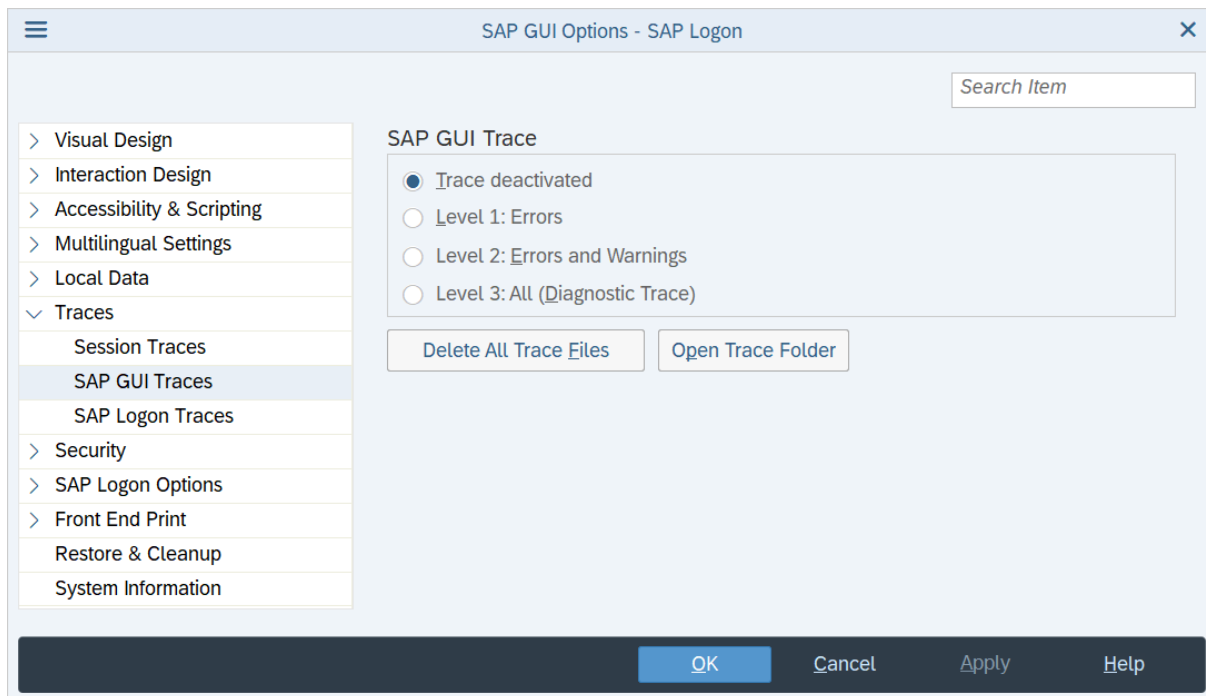 SAP GUI Options - SAP Logon
Search Item
Visual Design
Interaction Design
Accessibility & Scripting
Multilingual Settings
Local Data
Traces
Session Traces
SAP GUI Traces
SAP Logon Traces
Security
SAP Logon Options
Front End Print
Restore & Cleanup
System Information
SAP GUI Trace
Trace deactivated
Level 1: Errors
Level 2: Errors and Warnings
Level 3: All (Diagnostic Trace)
Delete All Trace Files
Open Trace Folder
OK
Cancel
Apply
Help